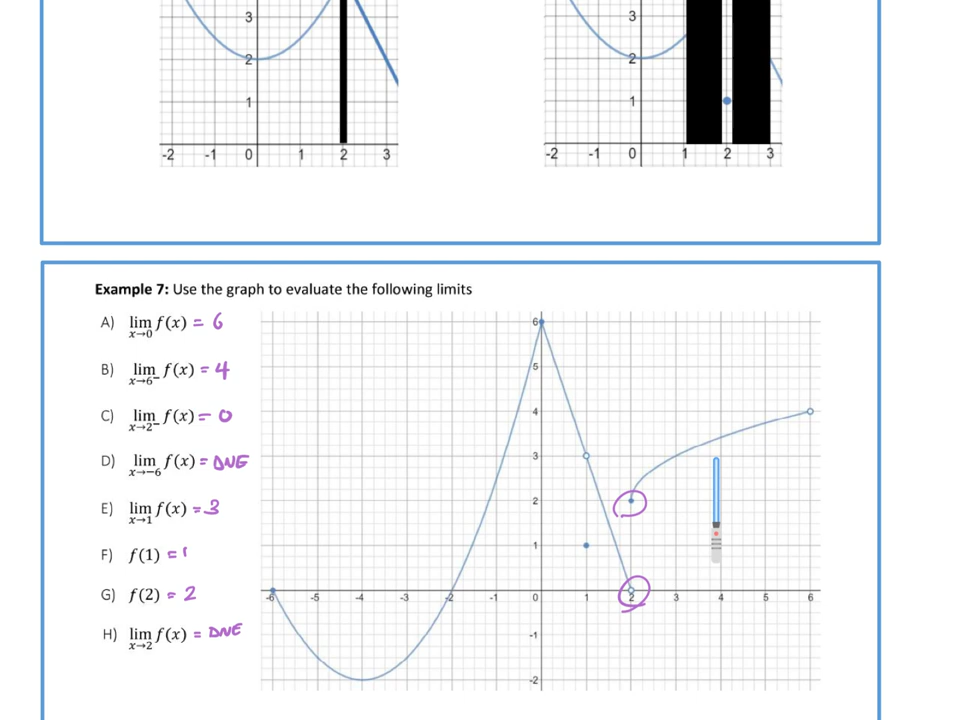 3
2
1
-2 -1 0 1 2 3
3
2
1
-2 -1 0 1 2 3
Example 7: Use the graph to evaluate the following limits
A) lim x→0 f(x) = 6
B) lim x→6⁻ f(x) = 4
C) lim x→2⁻ f(x) = 0
D) lim x→-6 f(x) = DNE
E) lim x→1 f(x) = 3
F) f(1) = 1
G) f(2) = 2
H) lim x→2 f(x) = DNE
6
5
4
3
2
1
-6 -5 -4 -3 -2 -1 0 1 2 3 4 5 6
-1
-2